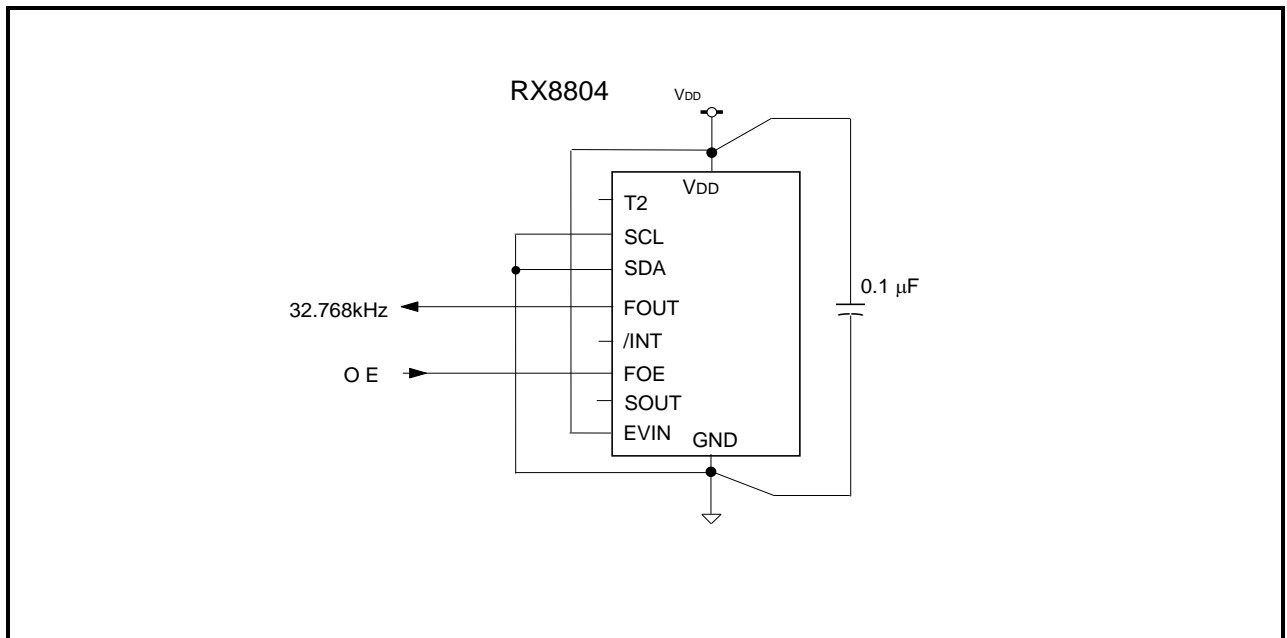 RX8804
VDD
VDD
T2
SCL
SDA
0.1 μF
32.768kHz
FOUT
/INT
O E
FOE
SOUT
EVIN
GND